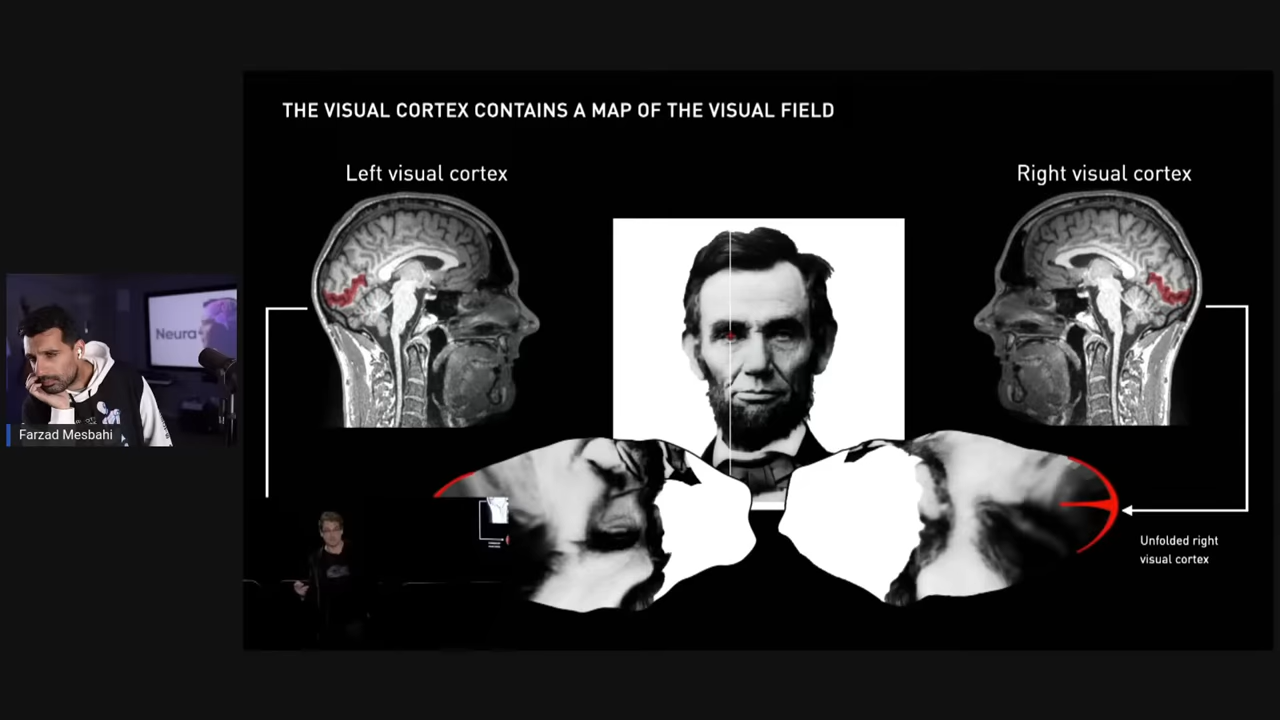 THE VISUAL CORTEX CONTAINS A MAP OF THE VISUAL FIELD
Left visual cortex
Right visual cortex
Neura
Farzad Mesbahi
Unfolded right
visual cortex